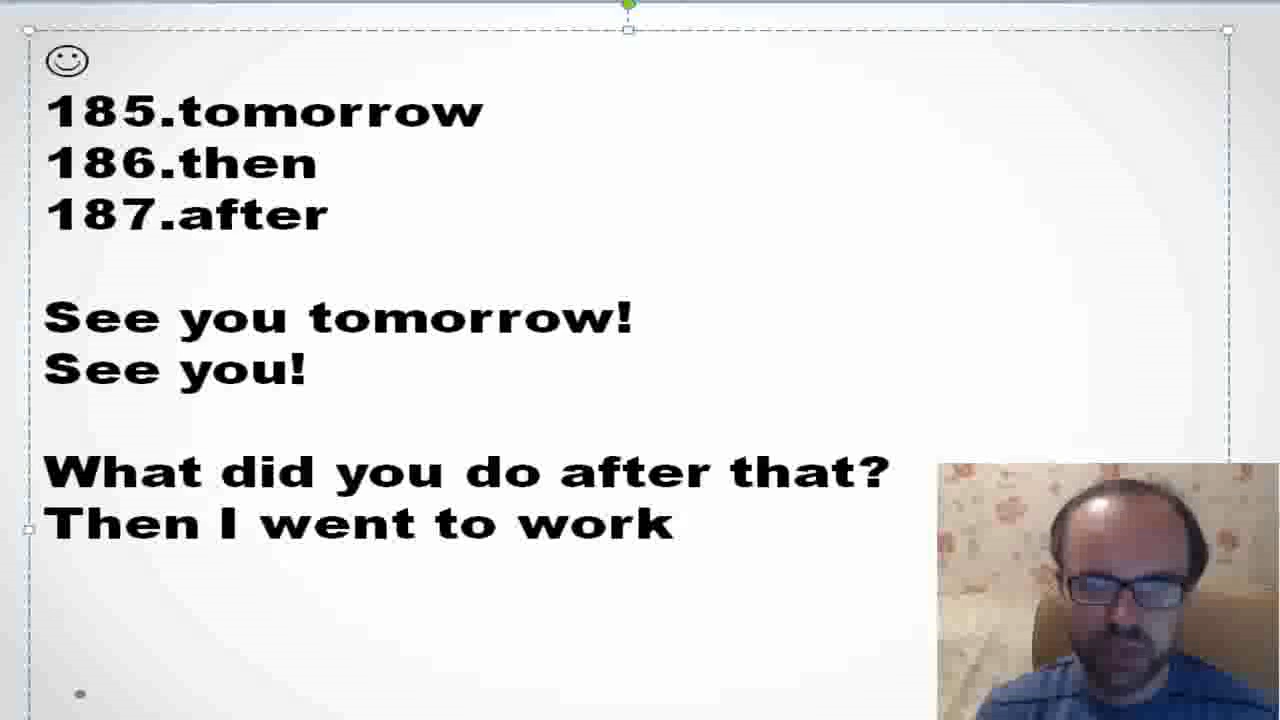 185.tomorrow
186.then
187.after
See you tomorrow!
See you!
What did you do after that?
Then I went to work